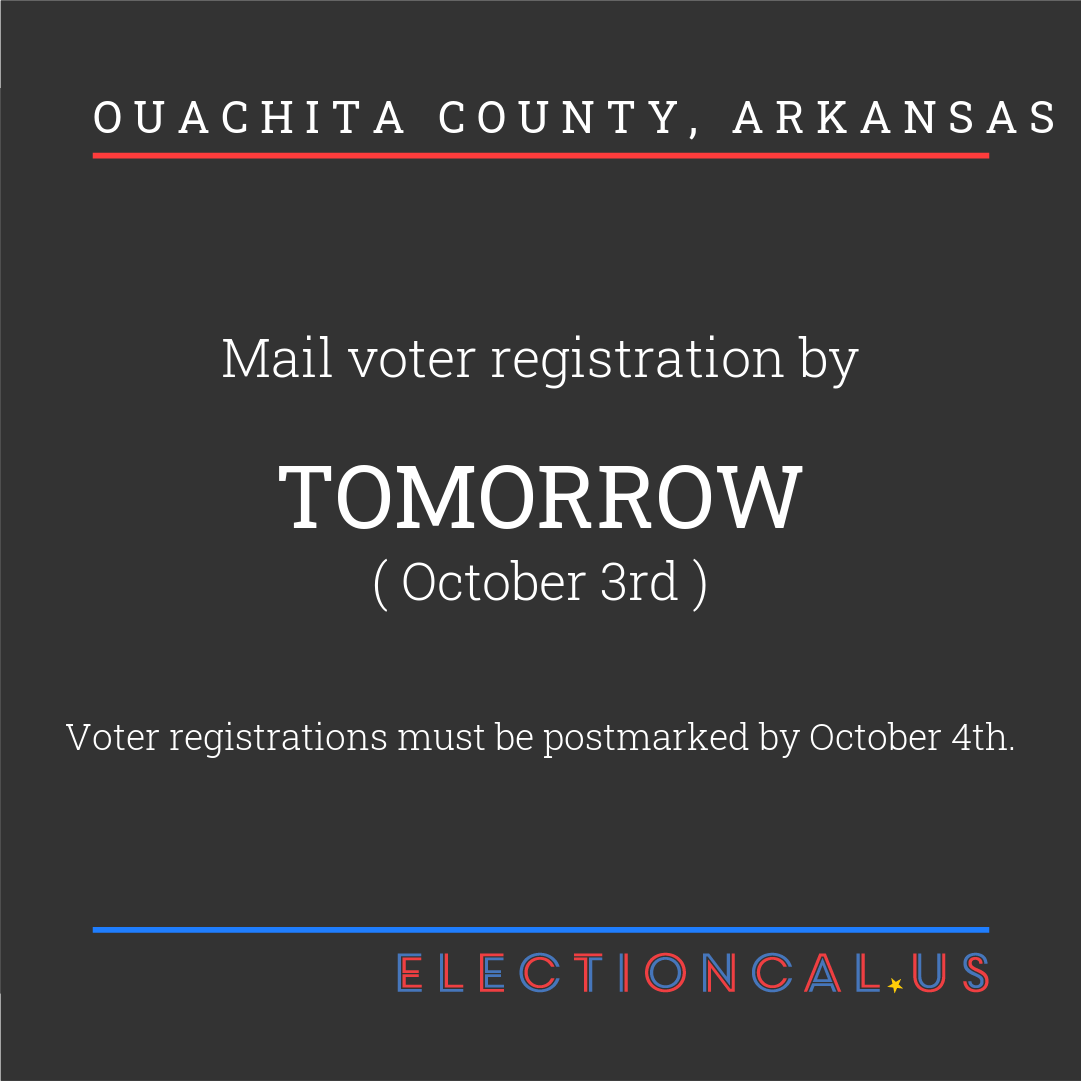 OUACHITA COUNTY, ARKANSAS
Mail voter registration by
TOMORROW
( October 3rd )
Voter registrations must be postmarked by October 4th.
ELECTIONCAL.US